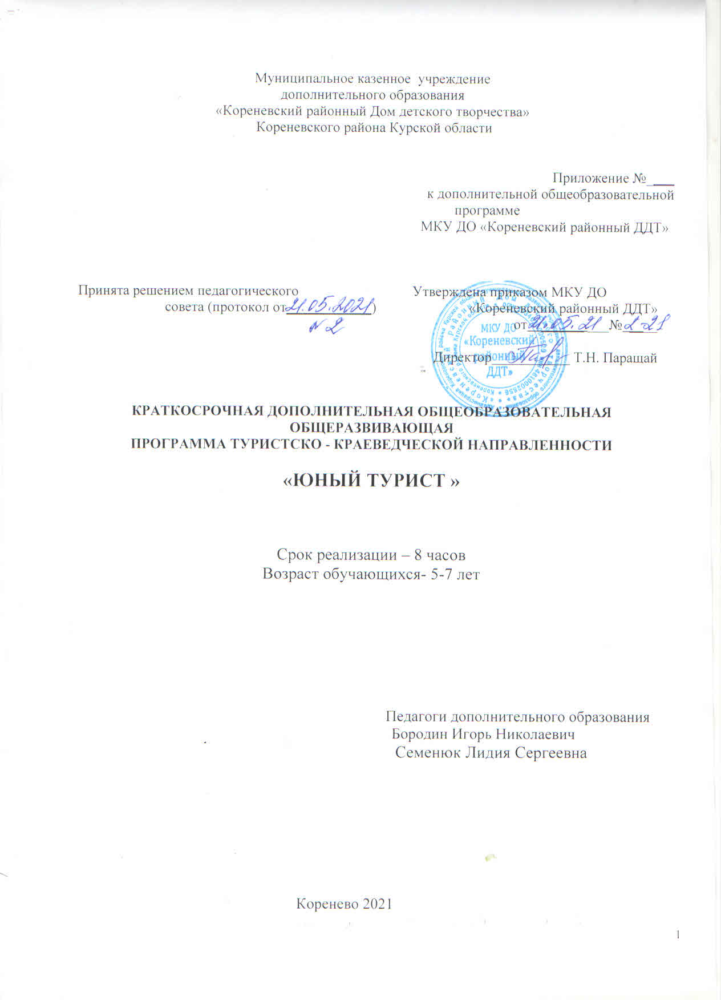 Муниципальное казенное учреждение
дополнительного образования
«Кореневский районный Дом детского творчества»
Кореневского района Курской области
Приложение №____
к дополнительной общеобразовательной
программе
МКУ ДО «Кореневский районный ДДТ»
Принята решением педагогического
совета (протокол от 21.05.2021)
№ 2
Утверждена приказом МКУ ДО
«Кореневский районный ДДТ»
от 21.05.21 № 2-21
Директор __________ Т.Н. Паращай
МКУ ДО
«Кореневский
районный
ДДТ»
КРАТКОСРОЧНАЯ ДОПОЛНИТЕЛЬНАЯ ОБЩЕОБРАЗОВАТЕЛЬНАЯ
ОБЩЕРАЗВИВАЮЩАЯ
ПРОГРАММА ТУРИСТСКО - КРАЕВЕДЧЕСКОЙ НАПРАВЛЕННОСТИ
«ЮНЫЙ ТУРИСТ »
Срок реализации – 8 часов
Возраст обучающихся- 5-7 лет
Педагоги дополнительного образования
Бородин Игорь Николаевич
Семенюк Лидия Сергеевна
Коренево 2021
1